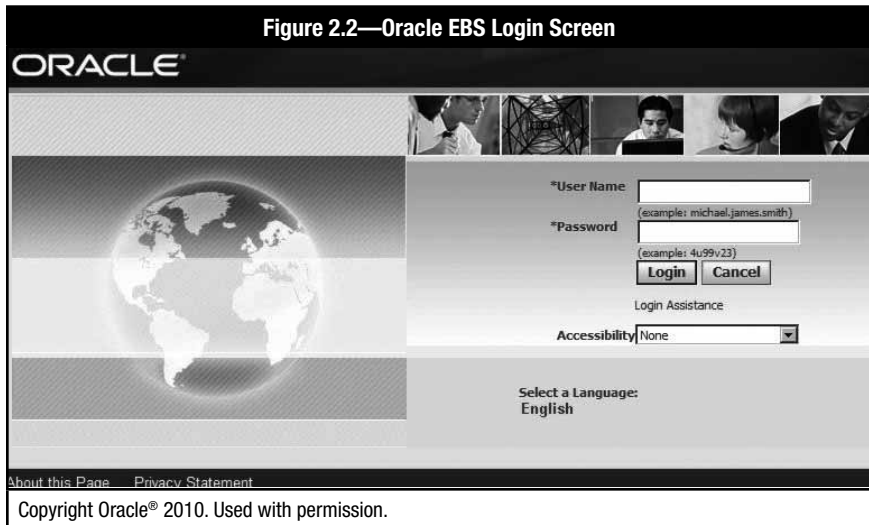 Figure 2.2—Oracle EBS Login Screen
ORACLE®
*User Name
(example: michael.james.smith)
*Password
(example: 4u99v23)
Login Cancel
Login Assistance
Accessibility None
Select a Language:
English
About this Page Privacy Statement
Copyright Oracle® 2010. Used with permission.